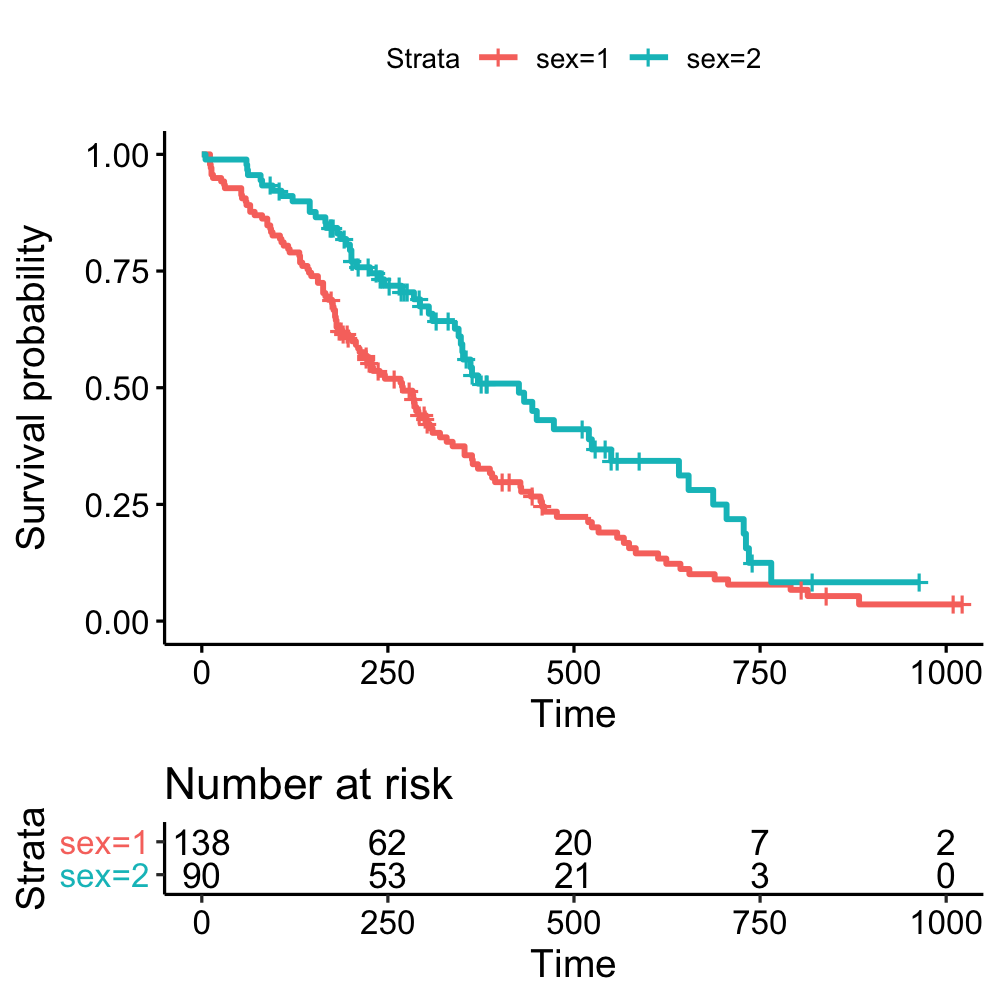 Strata sex=1 sex=2
Survival probability
1.00
0.75
0.50
0.25
0.00
0 250 500 750 1000
Time
Number at risk
Strata
sex=1 138 62 20 7 2
sex=2 90 53 21 3 0
0 250 500 750 1000
Time